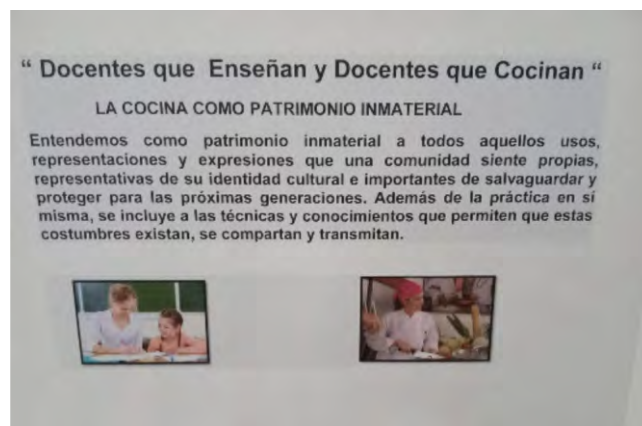 “ Docentes que Enseñan y Docentes que Cocinan “
LA COCINA COMO PATRIMONIO INMATERIAL
Entendemos como patrimonio inmaterial a todos aquellos usos,
representaciones y expresiones que una comunidad siente propias,
representativas de su identidad cultural e importantes de salvaguardar y
proteger para las próximas generaciones. Además de la práctica en sí
misma, se incluye a las técnicas y conocimientos que permiten que estas
costumbres existan, se compartan y transmitan.